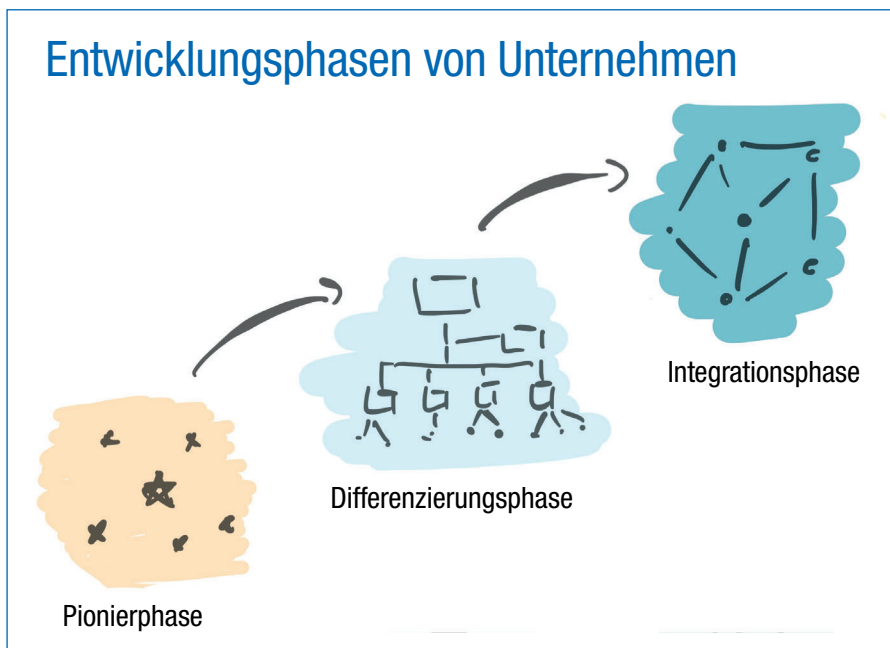 Entwicklungsphasen von Unternehmen
Integrationsphase
Differenzierungsphase
Pionierphase